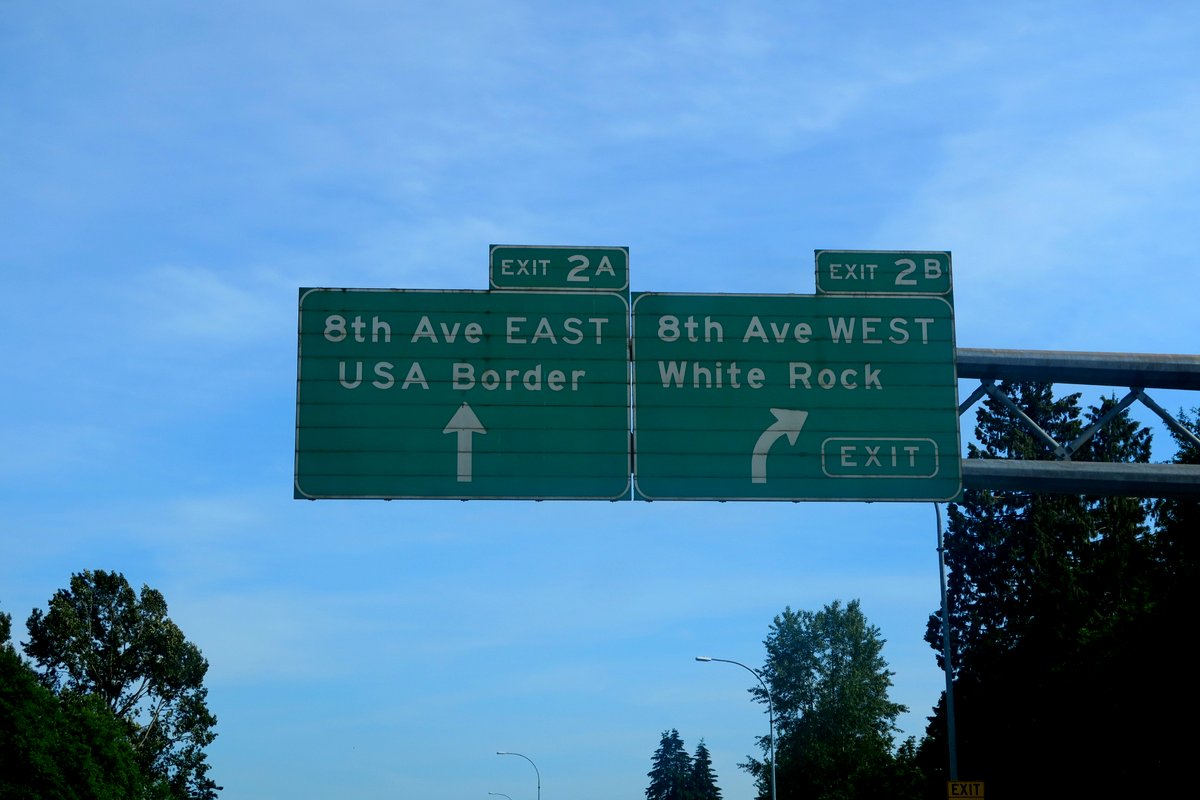 EXIT 2A
8th Ave EAST
USA Border
EXIT 2B
8th Ave WEST
White Rock
EXIT
EXIT